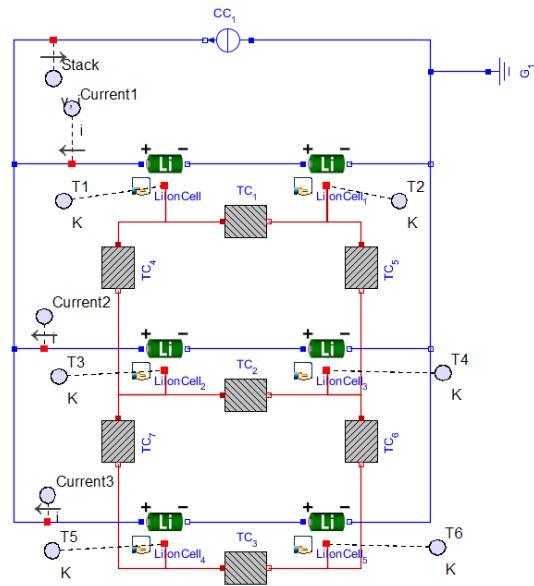 CC1
Stack
G1
v, i
Current1
i
+ −
+ −
Li
Li
T1
LiIonCell
TC1
LiIonCell1
T2
K
K
TC4
TC5
Current2
i
+ −
+ −
Li
Li
T3
LiIonCell2
TC2
LiIonCell3
T4
K
K
TC7
TC6
Current3
i
+ −
+ −
Li
Li
T5
LiIonCell4
TC3
LiIonCell5
T6
K
K